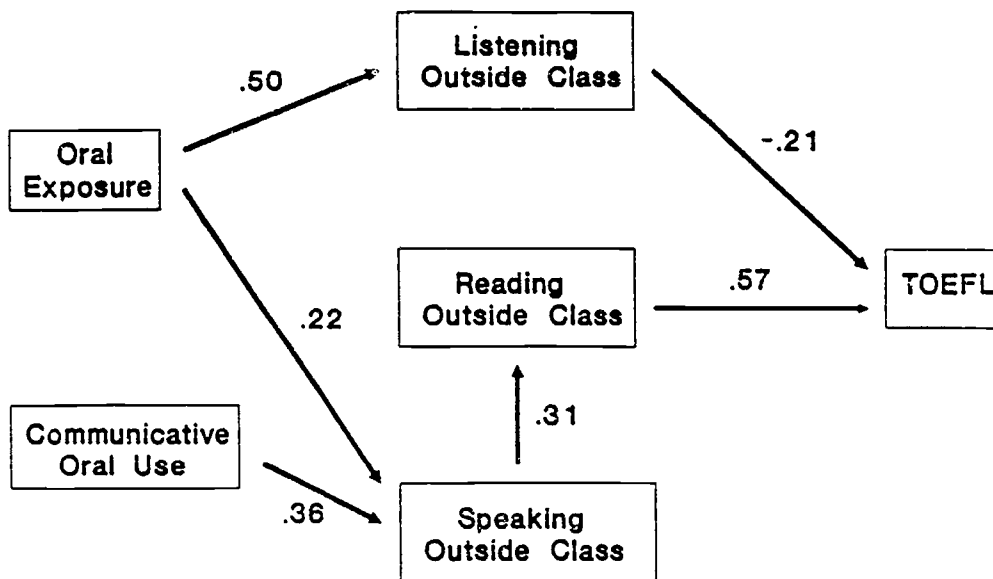 Listening
Outside Class
.50
-.21
Oral
Exposure
Reading
Outside Class
.57
TOEFL
.22
.31
Communicative
Oral Use
.36
Speaking
Outside Class